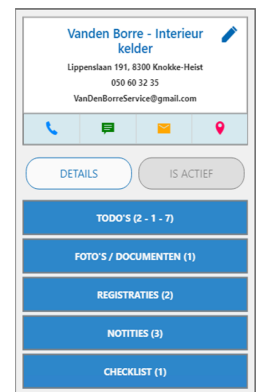 Vanden Borre - Interieur
kelder
Lippenslaan 191, 8300 Knokke-Heist
050 60 32 35
VanDenBorreService@gmail.com
DETAILS
IS ACTIEF
TODO'S (2 - 1 - 7)
FOTO'S / DOCUMENTEN (1)
REGISTRATIES (2)
NOTITIES (3)
CHECKLIST (1)